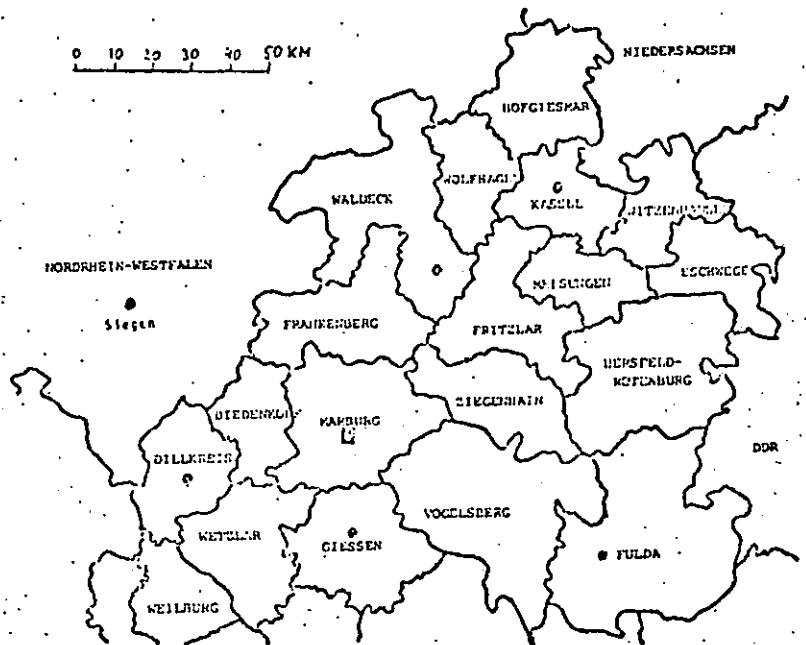 0 10 20 30 40 50 KM
NIEDERSACHSEN
HOFGIESMAR
WOLFHAGEN
KASSEL
WALDECK
WITZENHAUSEN
NORDRHEIN-WESTFALEN
Siegen
MELSUNGEN
ESCHWEGE
FRANKENBERG
FRITZLAR
HERSFELD-
ROTENBURG
BIEDENKOPF
MARBURG
ZIEGENHAIN
DILLKREIS
DDR
WETZLAR
GIESSEN
VOGELSBERG
FULDA
WEILBURG